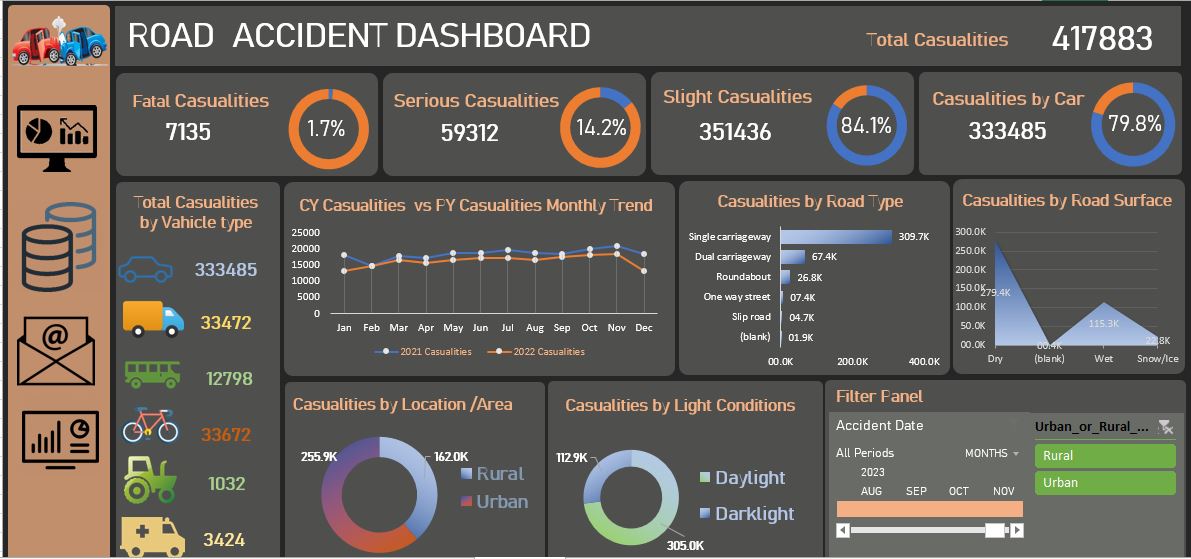 ROAD ACCIDENT DASHBOARD
Total Casualities
417883
Fatal Casualities
7135
1.7%
Serious Casualities
59312
14.2%
Slight Casualities
351436
84.1%
Casualities by Car
333485
79.8%
Total Casualities
by Vehicle type
333485
33472
12798
33672
1032
3424
CY Casualities vs PY Casualities Monthly Trend
25000
20000
15000
10000
5000
0
Jan Feb Mar Apr May Jun Jul Aug Sep Oct Nov Dec
2021 Casualities 2022 Casualities
Casualities by Road Type
Single carriageway 309.7K
Dual carriageway 67.4K
Roundabout 26.8K
One way street 07.4K
Slip road 04.7K
(blank) 01.9K
00.0K 200.0K 400.0K
Casualities by Road Surface
300.0K
250.0K
200.0K
150.0K
100.0K
50.0K
00.0K
279.4K
00.4K
115.3K
22.8K
Dry (blank) Wet Snow/Ice
Casualities by Location /Area
255.9K
162.0K
Rural
Urban
Casualities by Light Conditions
112.9K
305.0K
Daylight
Darklight
Filter Panel
Accident Date
All Periods MONTHS
2023
AUG SEP OCT NOV
Urban_or_Rural_...
Rural
Urban
@